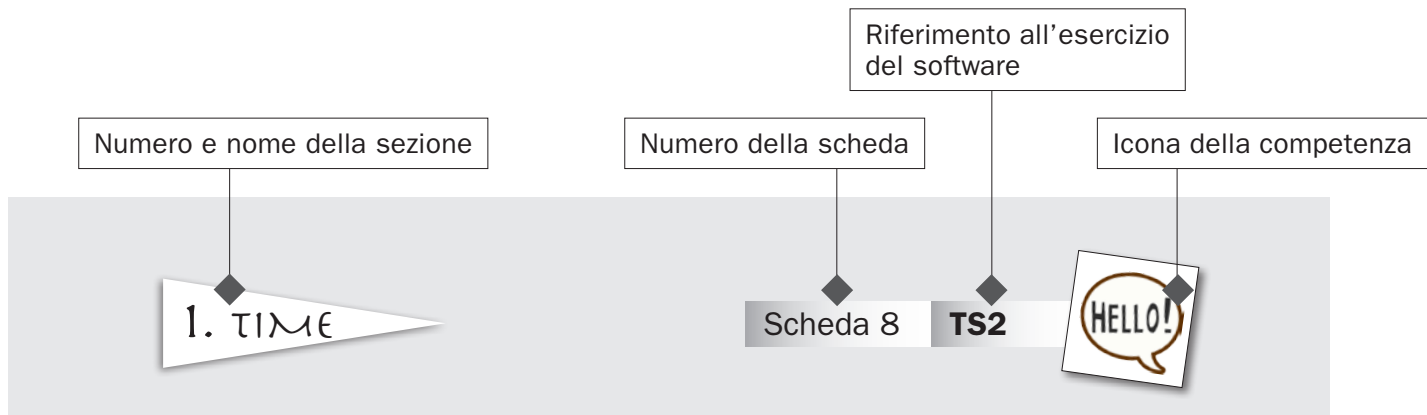 Riferimento all'esercizio
del software
Numero e nome della sezione
Numero della scheda
Icona della competenza
1. TIME
Scheda 8
TS2
HELLO!